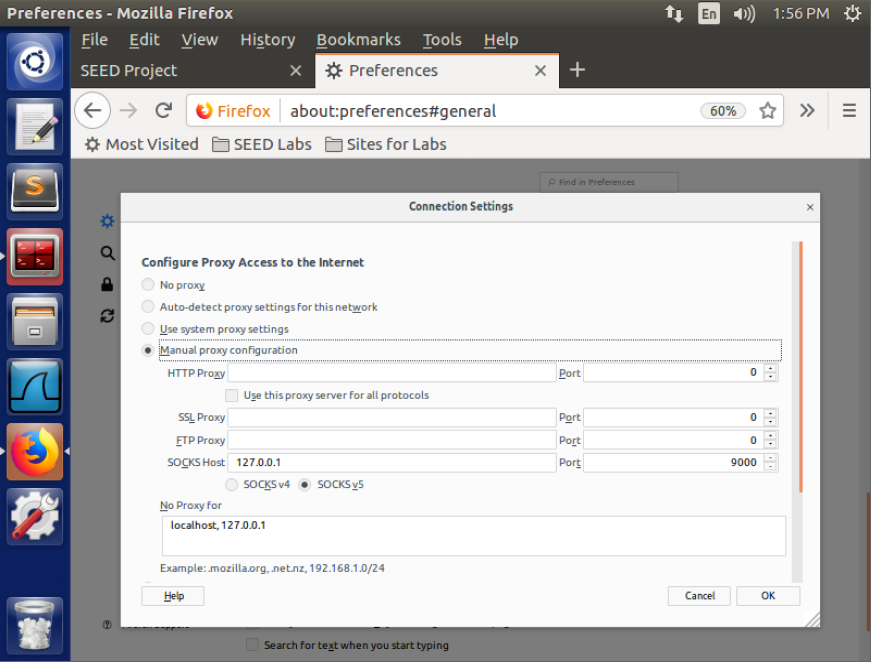 Preferences - Mozilla Firefox En 1:56 PM
File Edit View History Bookmarks Tools Help
SEED Project Preferences
Firefox about:preferences#general 60%
Most Visited SEED Labs Sites for Labs
Find in Preferences
Connection Settings
Configure Proxy Access to the Internet
No proxy
Auto-detect proxy settings for this network
Use system proxy settings
Manual proxy configuration
HTTP Proxy Port 0
Use this proxy server for all protocols
SSL Proxy Port 0
FTP Proxy Port 0
SOCKS Host 127.0.0.1 Port 9000
SOCKS v4 SOCKS v5
No Proxy for
localhost, 127.0.0.1
Example: .mozilla.org, .net.nz, 192.168.1.0/24
Help Cancel OK
Search for text when you start typing